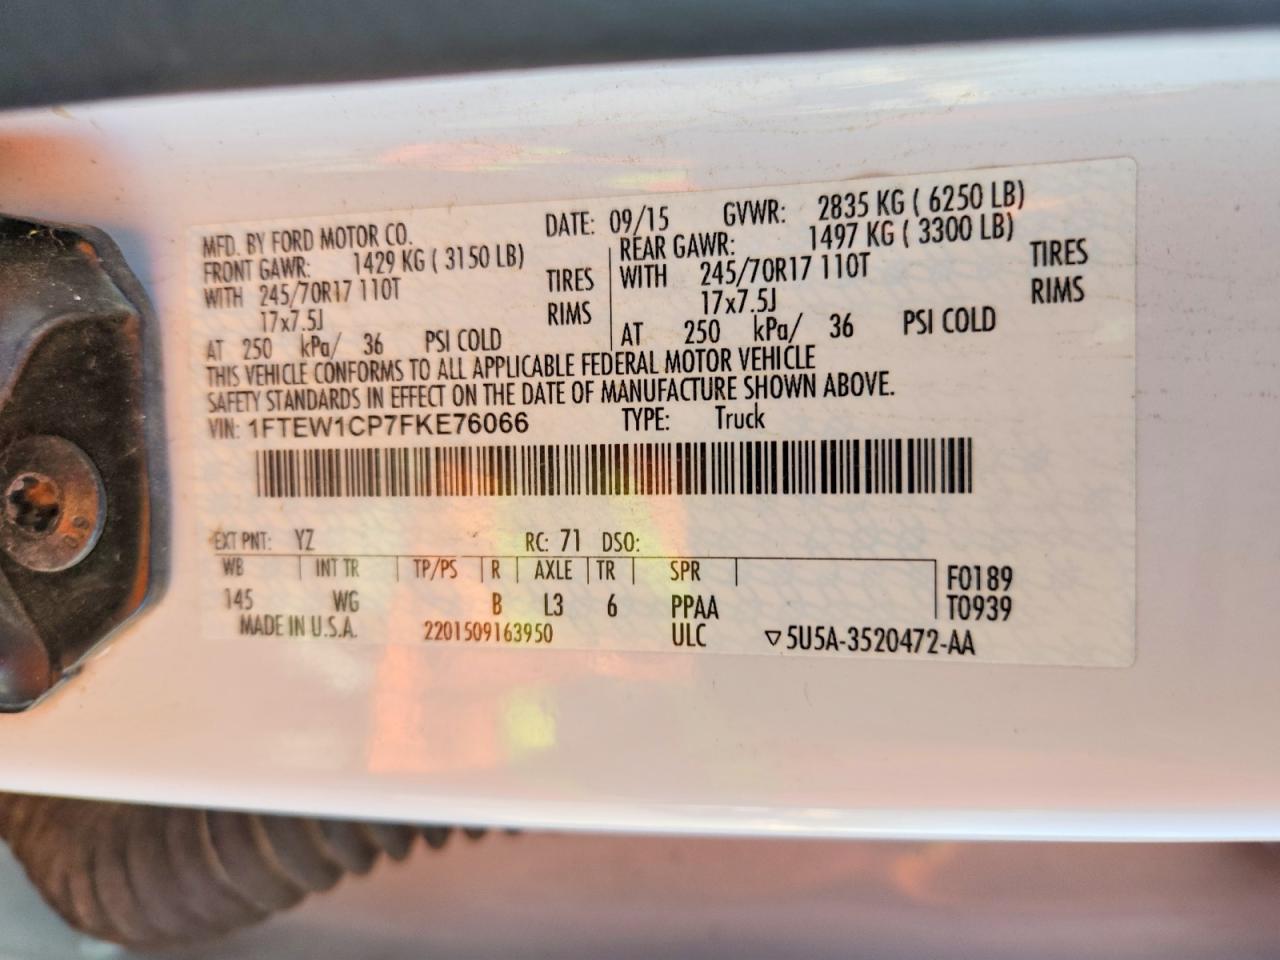 MFD. BY FORD MOTOR CO. DATE: 09/15 GVWR: 2835 KG ( 6250 LB)
FRONT GAWR: 1429 KG ( 3150 LB) REAR GAWR: 1497 KG ( 3300 LB)
WITH 245/70R17 110T TIRES WITH 245/70R17 110T TIRES
17x7.5J RIMS 17x7.5J RIMS
AT 250 kPa/ 36 PSI COLD AT 250 kPa/ 36 PSI COLD
THIS VEHICLE CONFORMS TO ALL APPLICABLE FEDERAL MOTOR VEHICLE
SAFETY STANDARDS IN EFFECT ON THE DATE OF MANUFACTURE SHOWN ABOVE.
VIN: 1FTEW1CP7FKE76066 TYPE: Truck
EXT PNT: YZ RC: 71 DSO:
WB INT TR TP/PS R AXLE TR SPR F0189
145 WG B L3 6 PPAA T0939
MADE IN U.S.A. 2201509163950 ULC ▽5U5A-3520472-AA